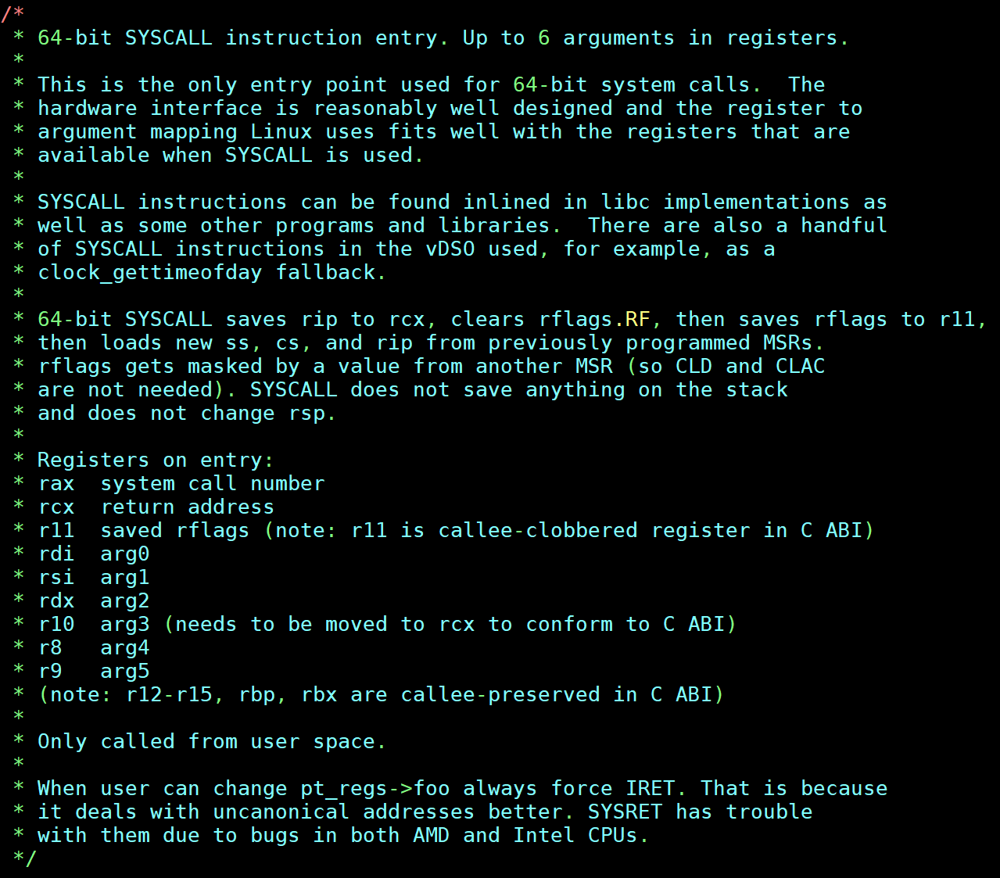 /*
 * 64-bit SYSCALL instruction entry. Up to 6 arguments in registers.
 *
 * This is the only entry point used for 64-bit system calls.  The
 * hardware interface is reasonably well designed and the register to
 * argument mapping Linux uses fits well with the registers that are
 * available when SYSCALL is used.
 *
 * SYSCALL instructions can be found inlined in libc implementations as
 * well as some other programs and libraries.  There are also a handful
 * of SYSCALL instructions in the vDSO used, for example, as a
 * clock_gettimeofday fallback.
 *
 * 64-bit SYSCALL saves rip to rcx, clears rflags.RF, then saves rflags to r11,
 * then loads new ss, cs, and rip from previously programmed MSRs.
 * rflags gets masked by a value from another MSR (so CLD and CLAC
 * are not needed). SYSCALL does not save anything on the stack
 * and does not change rsp.
 *
 * Registers on entry:
 * rax  system call number
 * rcx  return address
 * r11  saved rflags (note: r11 is callee-clobbered register in C ABI)
 * rdi  arg0
 * rsi  arg1
 * rdx  arg2
 * r10  arg3 (needs to be moved to rcx to conform to C ABI)
 * r8   arg4
 * r9   arg5
 * (note: r12-r15, rbp, rbx are callee-preserved in C ABI)
 *
 * Only called from user space.
 *
 * When user can change pt_regs->foo always force IRET. That is because
 * it deals with uncanonical addresses better. SYSRET has trouble
 * with them due to bugs in both AMD and Intel CPUs.
 */